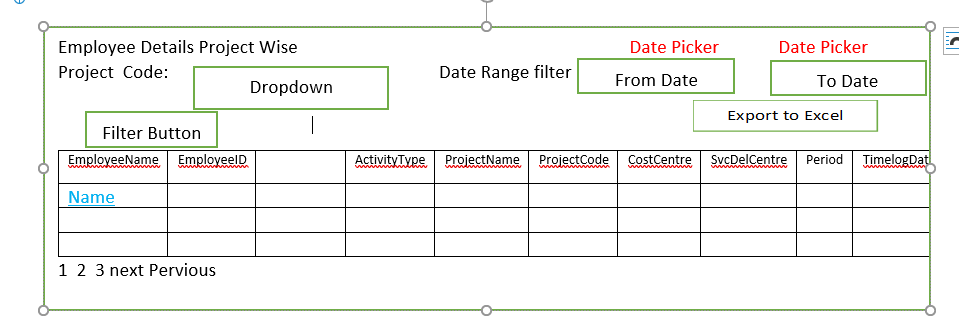 Employee Details Project Wise
Date Picker
Date Picker
Project Code:
Dropdown
Date Range filter
From Date
To Date
Export to Excel
Filter Button
EmployeeName EmployeeID ActivityType ProjectName ProjectCode CostCentre SvcDelCentre Period TimelogDat
Name
1 2 3 next Pervious